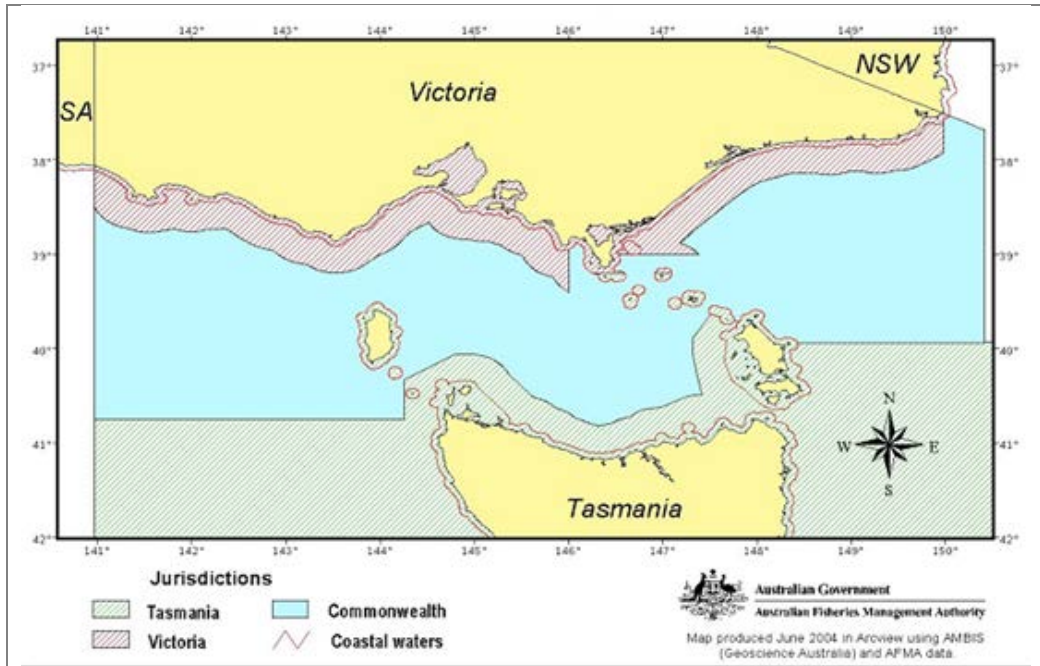 141° 142° 143° 144° 145° 146° 147° 148° 149° 150°
37° 37°
NSW
Victoria
SA
38° 38°
39° 39°
40° 40°
N
41° W E 41°
S
Tasmania
42° 42°
141° 142° 143° 144° 145° 146° 147° 148° 149° 150°
Jurisdictions
Tasmania
Commonwealth
Victoria
Coastal waters
Australian Government
Australian Fisheries Management Authority
Map produced June 2004 in Arcview using AMBIS
(Geoscience Australia) and AFMA data.